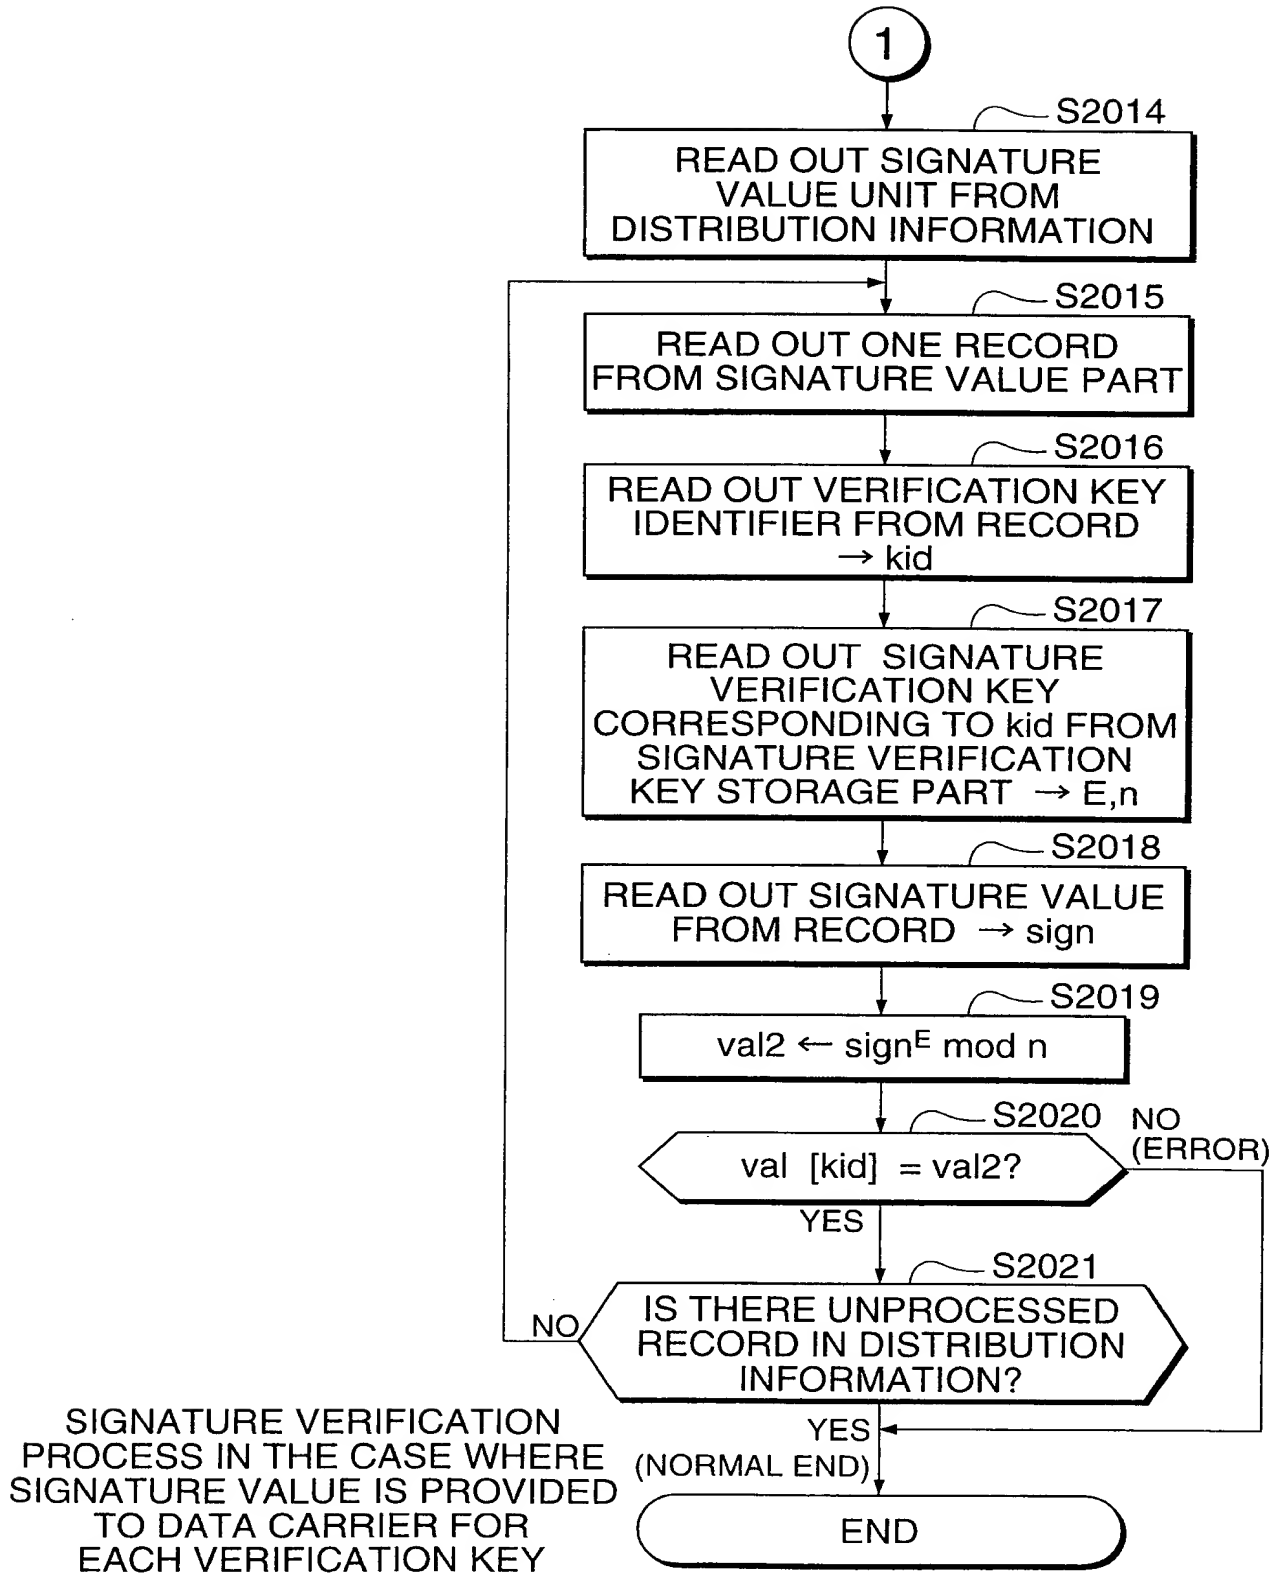 1
S2014
READ OUT SIGNATURE
VALUE UNIT FROM
DISTRIBUTION INFORMATION
S2015
READ OUT ONE RECORD
FROM SIGNATURE VALUE PART
S2016
READ OUT VERIFICATION KEY
IDENTIFIER FROM RECORD
→ kid
S2017
READ OUT SIGNATURE
VERIFICATION KEY
CORRESPONDING TO kid FROM
SIGNATURE VERIFICATION
KEY STORAGE PART → E,n
S2018
READ OUT SIGNATURE VALUE
FROM RECORD → sign
S2019
val2 ← sign^E mod n
S2020
NO
(ERROR)
val [kid] = val2?
YES
S2021
IS THERE UNPROCESSED
RECORD IN DISTRIBUTION
INFORMATION?
NO
YES
(NORMAL END)
END
SIGNATURE VERIFICATION
PROCESS IN THE CASE WHERE
SIGNATURE VALUE IS PROVIDED
TO DATA CARRIER FOR
EACH VERIFICATION KEY